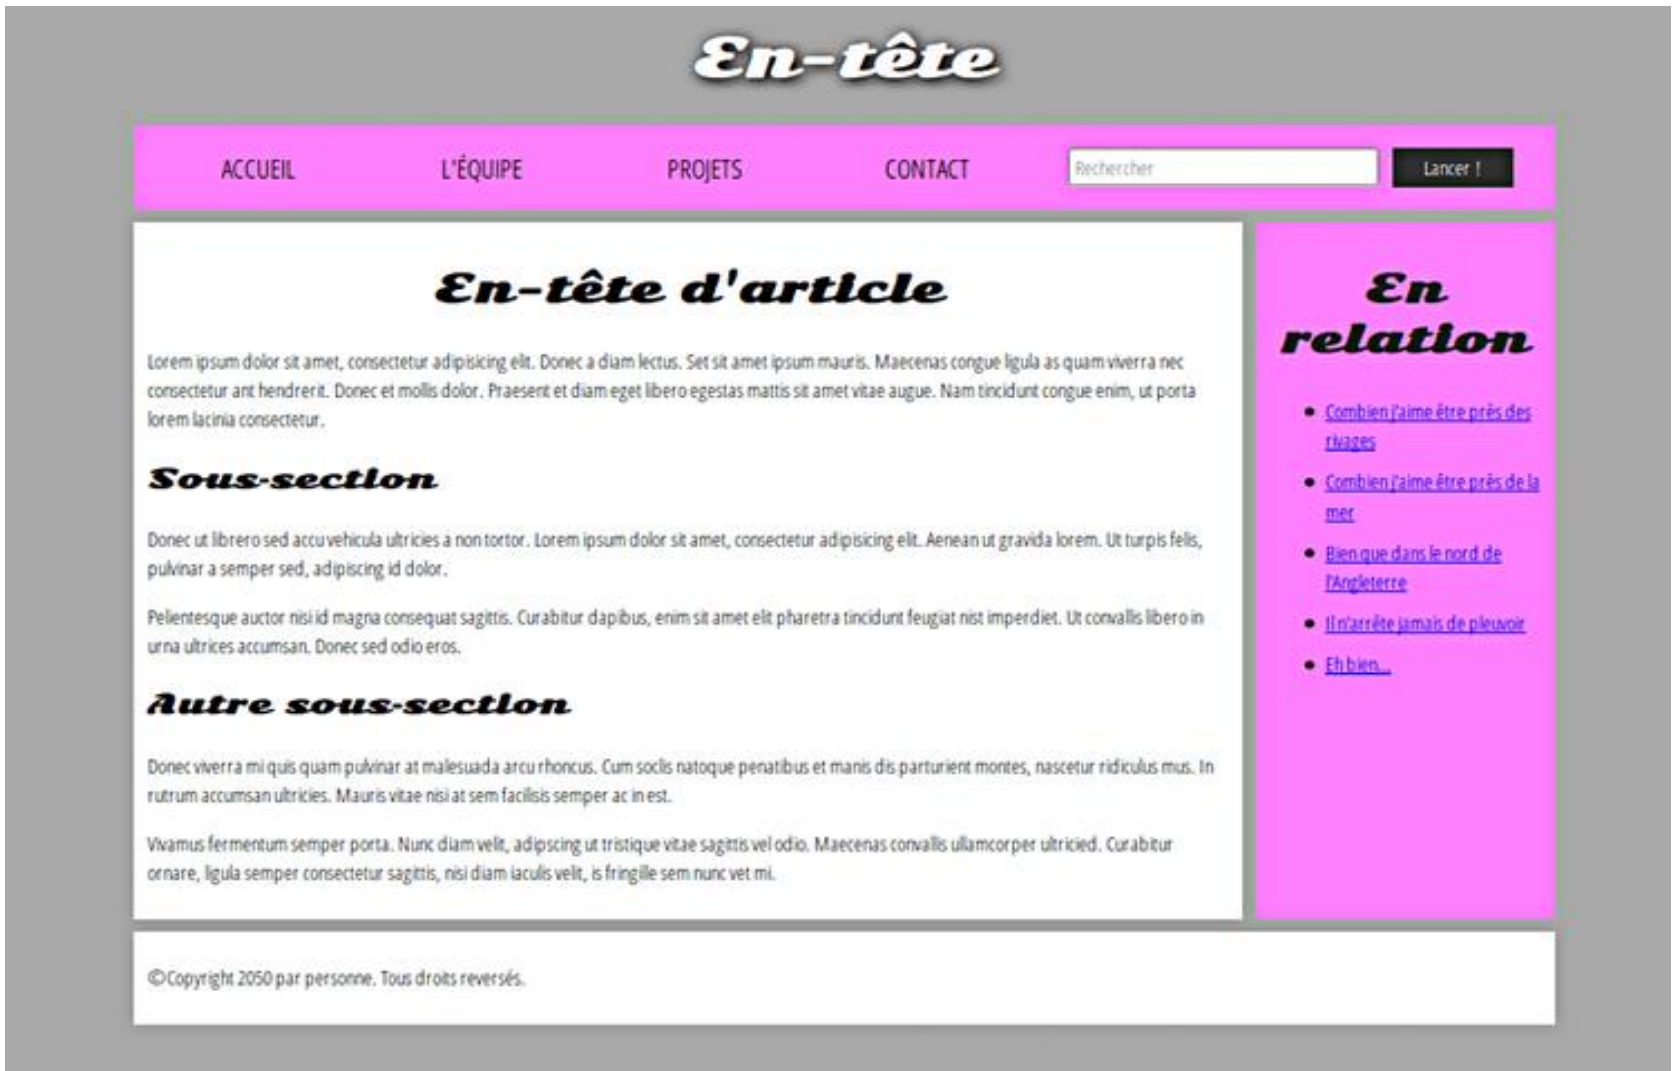 En-tête
ACCUEIL L'ÉQUIPE PROJETS CONTACT Rechercher Lancer !
En-tête d'article
Lorem ipsum dolor sit amet, consectetur adipisicing elit. Donec a diam lectus. Set sit amet ipsum mauris. Maecenas congue ligula as quam viverra nec
consectetur ant hendrerit. Donec et mollis dolor. Praesent et diam eget libero egestas mattis sit amet vitae augue. Nam tincidunt congue enim, ut porta
lorem lacinia consectetur.
Sous-section
Donec ut librero sed accu vehicula ultricies a non tortor. Lorem ipsum dolor sit amet, consectetur adipisicing elit. Aenean ut gravida lorem. Ut turpis felis,
pulvinar a semper sed, adipiscing id dolor.
Pelientesque auctor nisi id magna consequat sagittis. Curabitur dapibus, enim sit amet elit pharetra tincidunt feugiat nist imperdiet. Ut convallis libero in
urna ultrices accumsan. Donec sed odio eros.
Autre sous-section
Donec viverra mi quis quam pulvinar at malesuada arcu rhoncus. Cum soclis natoque penatibus et manis dis parturient montes, nascetur ridiculus mus. In
rutrum accumsan ultricies. Mauris vitae nisi at sem facilisis semper ac in est.
Vivamus fermentum semper porta. Nunc diam velit, adipscing ut tristique vitae sagittis vel odio. Maecenas convallis ullamcorper ultricied. Curabitur
ornare, ligula semper consectetur sagittis, nisi diam iaculis velit, is fringille sem nunc vet mi.
En
relation
Combien j'aime être près des
rivages
Combien j'aime être près de la
mer
Bien que dans le nord de
l'Angleterre
Il n'arrête jamais de pleuvoir
Eh bien...
©Copyright 2050 par personne. Tous droits reversés.